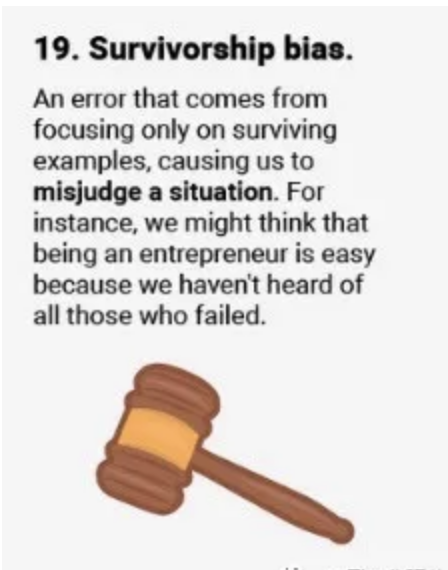 19. Survivorship bias.
An error that comes from
focusing only on surviving
examples, causing us to
misjudge a situation. For
instance, we might think that
being an entrepreneur is easy
because we haven't heard of
all those who failed.